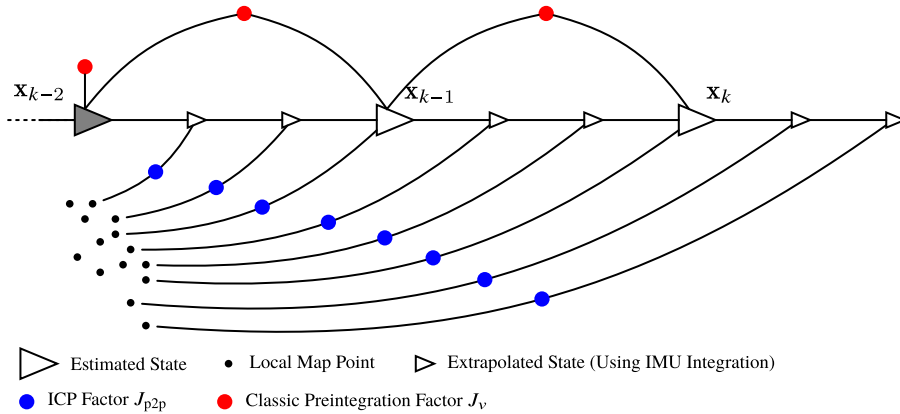 x_{k−2} x_{k−1} x_k
Estimated State Local Map Point Extrapolated State (Using IMU Integration)
ICP Factor J_{p2p} Classic Preintegration Factor J_v